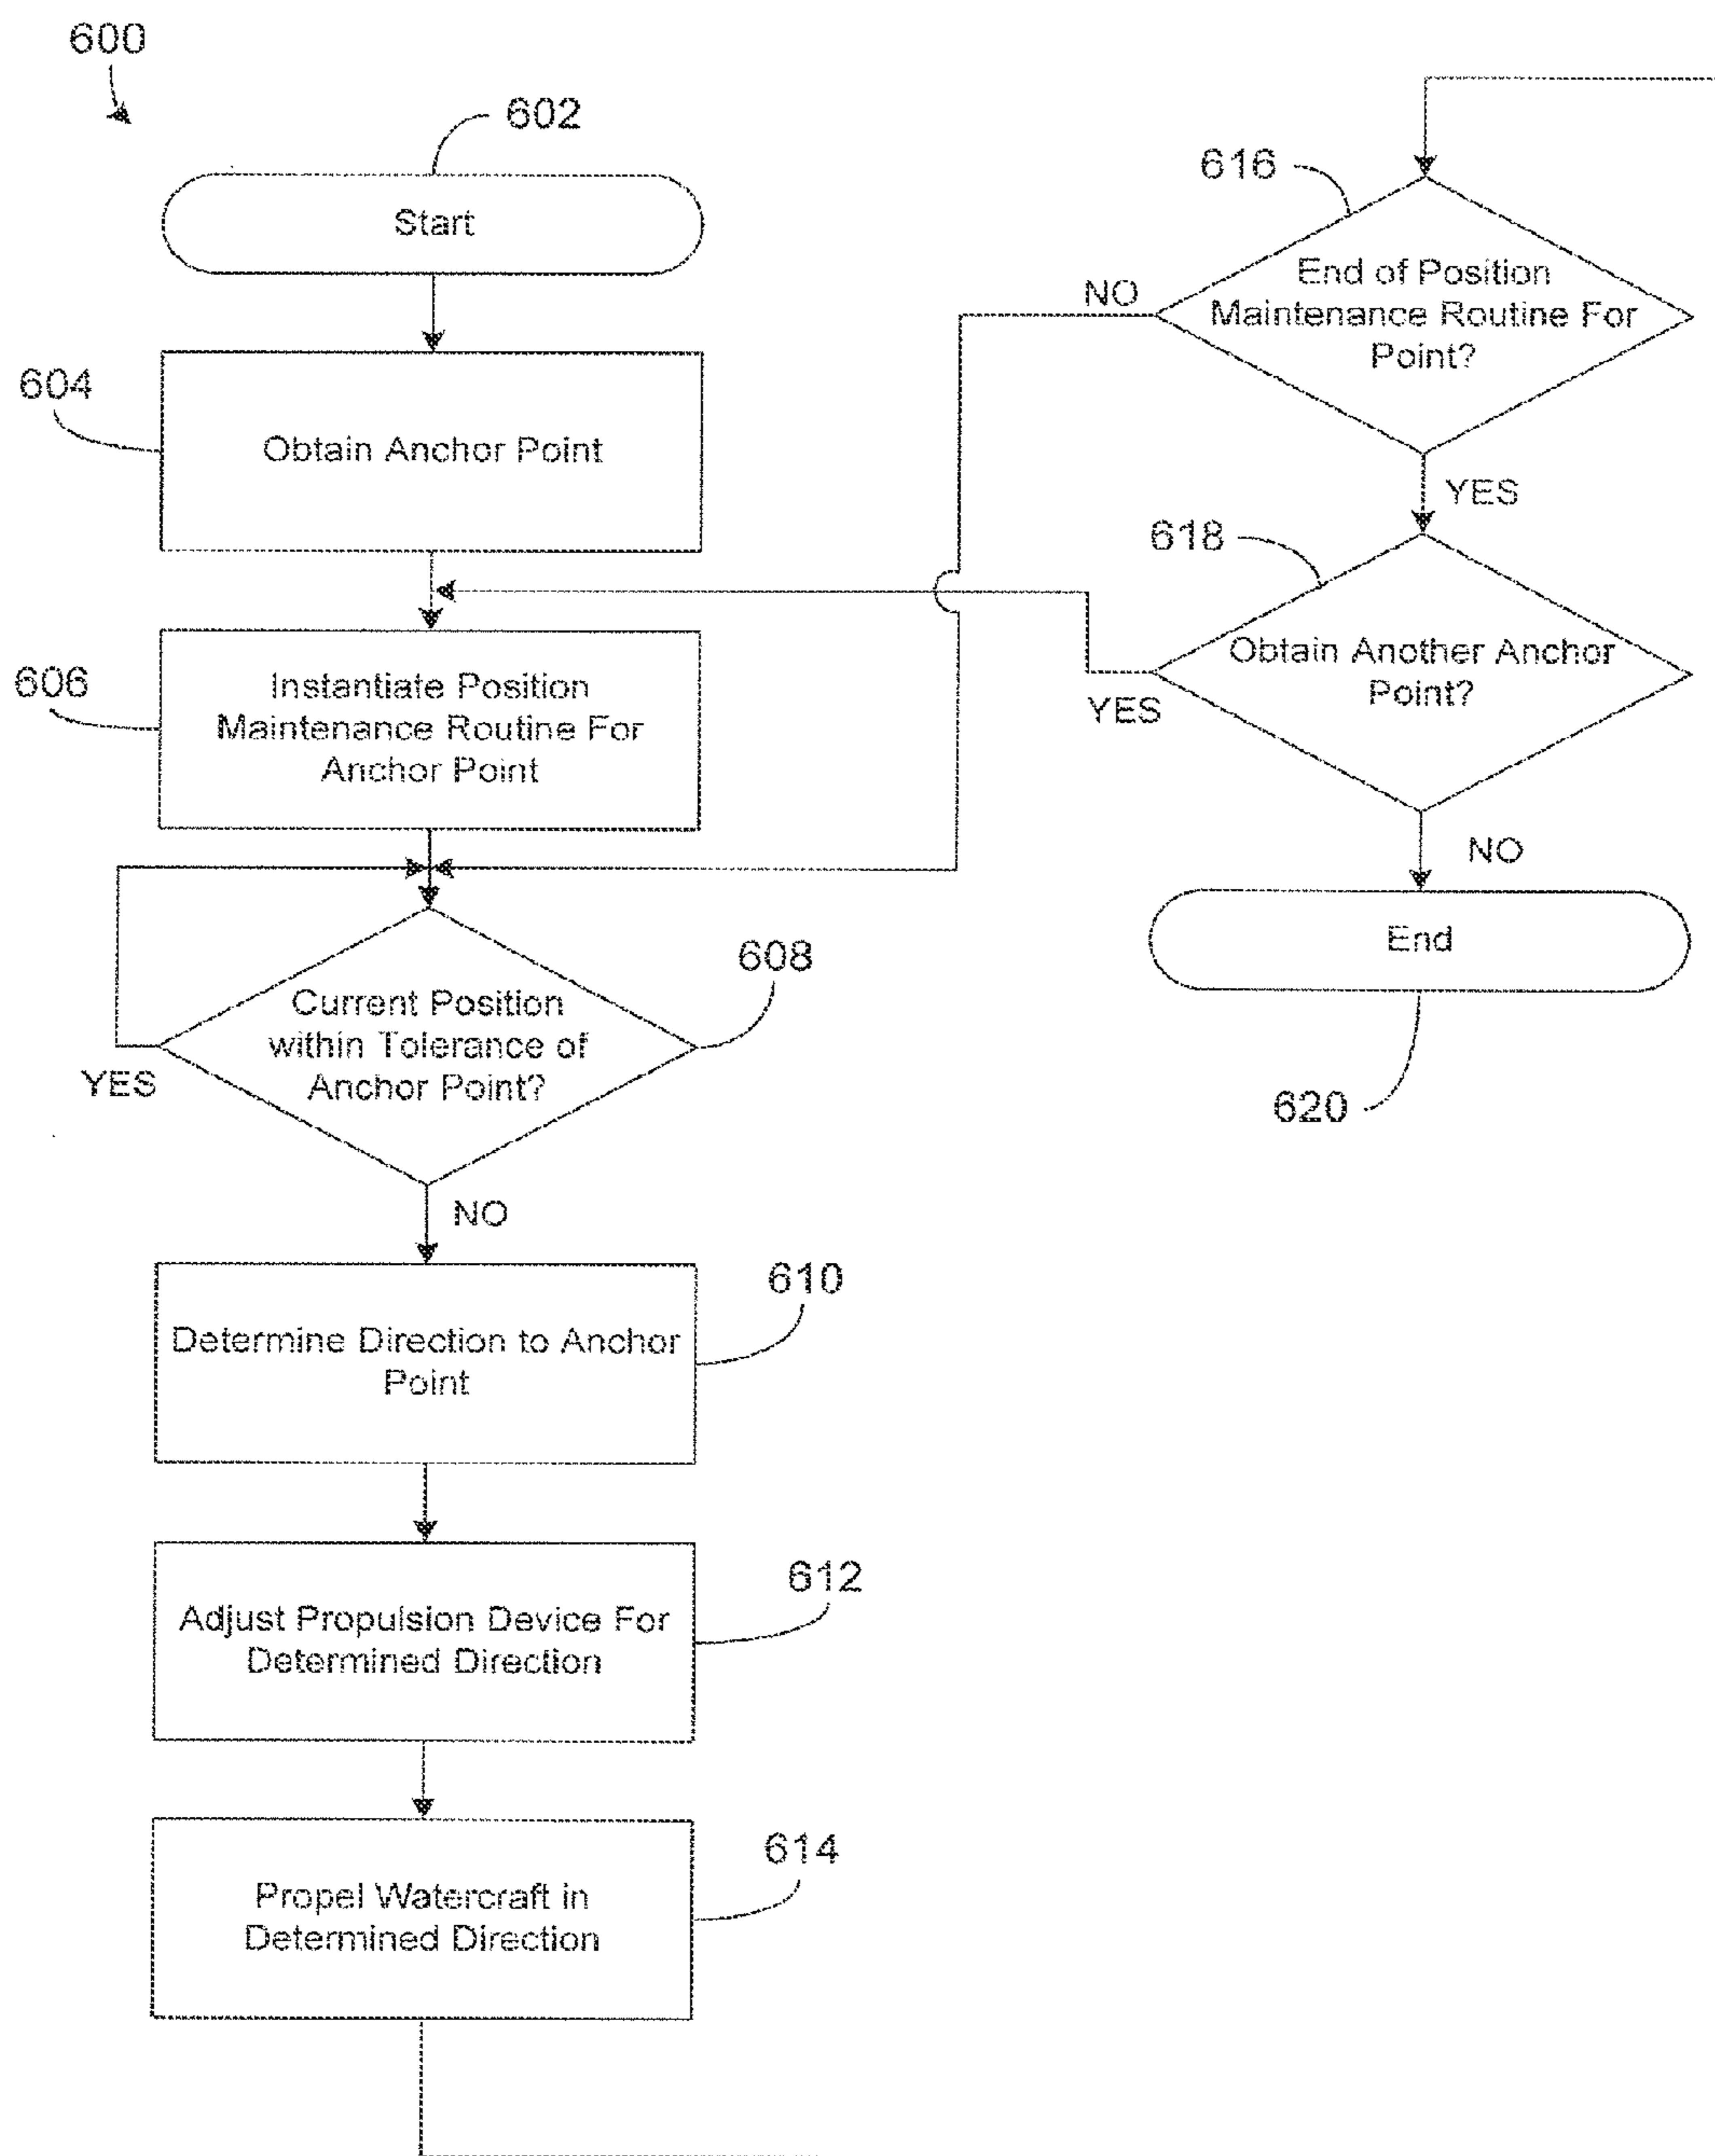 600
602
Start
604
Obtain Anchor Point
606
Instantiate Position
Maintenance Routine For
Anchor Point
608
Current Position
within Tolerance of
Anchor Point?
YES
NO
610
Determine Direction to Anchor
Point
612
Adjust Propulsion Device For
Determined Direction
614
Propel Watercraft in
Determined Direction
616
End of Position
Maintenance Routine For
Point?
NO
YES
618
Obtain Another Anchor
Point?
YES
NO
End
620